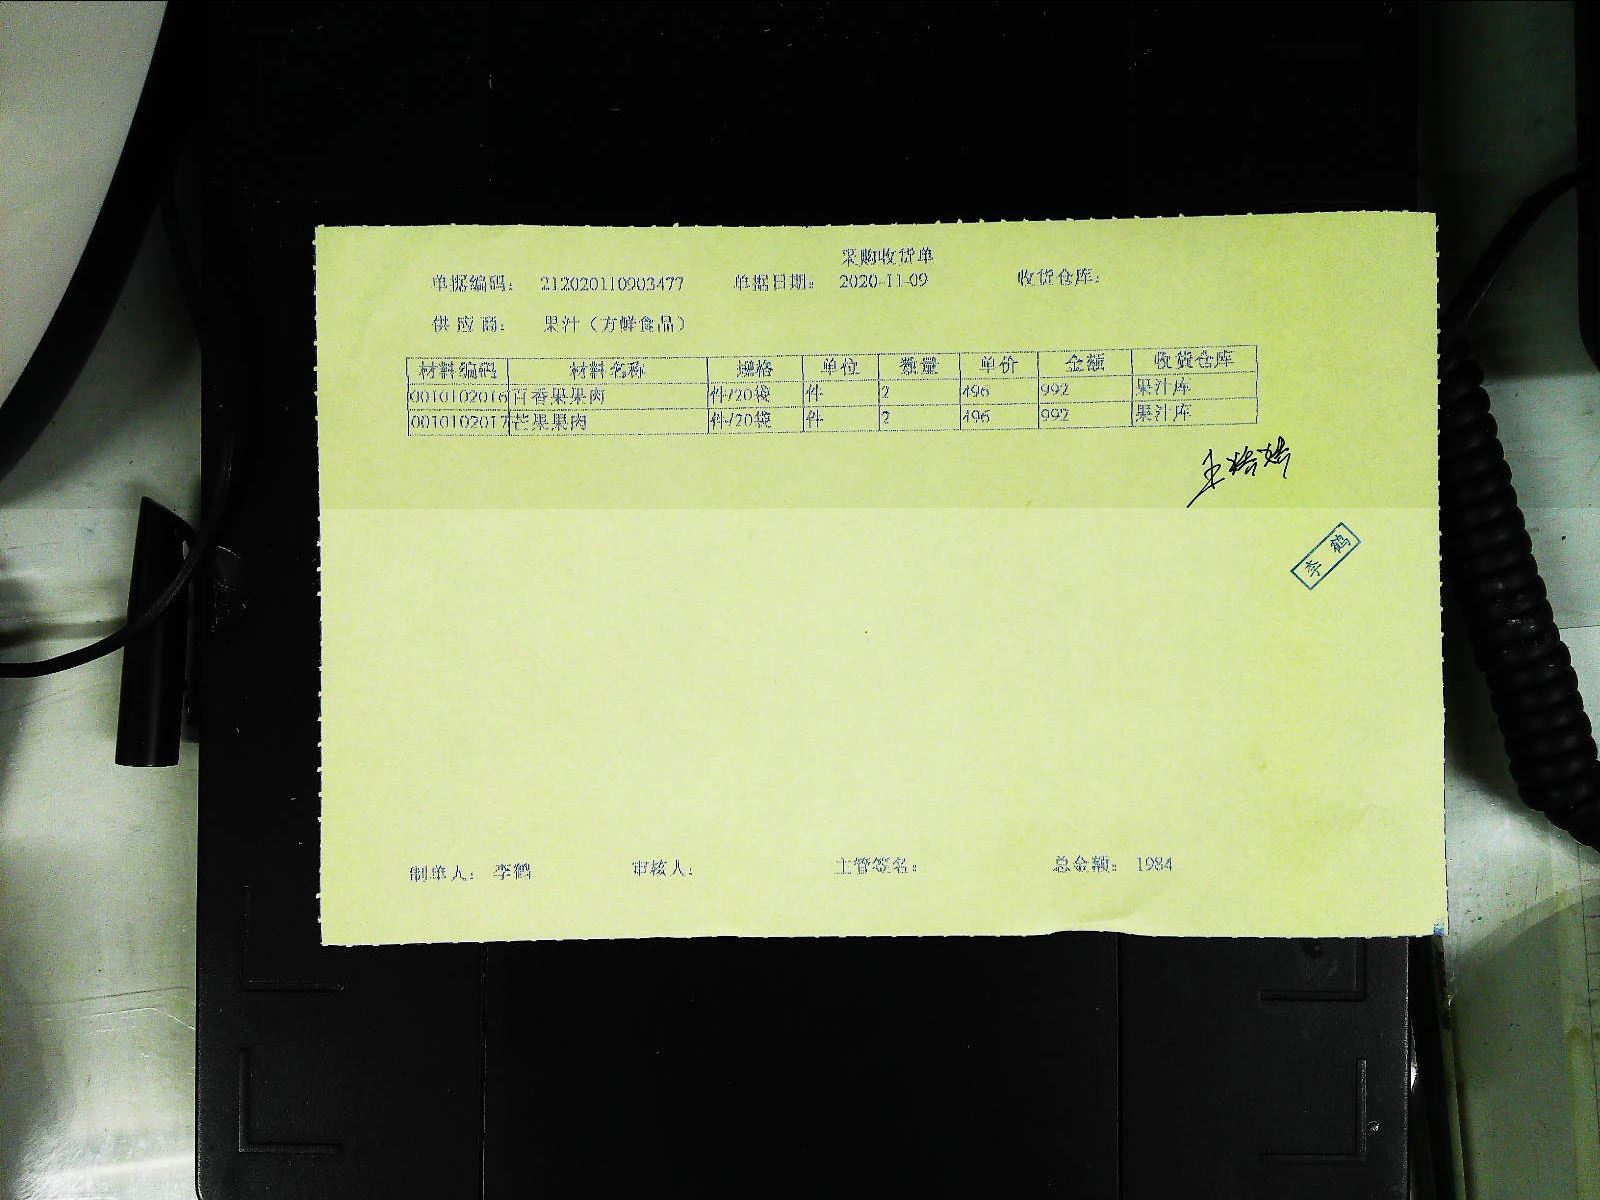 采购收货单
单据编码： 212020110903477 单据日期： 2020-11-09 收货仓库：
供 应 商： 果汁（方鲜食品）
材料编码 材料名称 规格 单位 数量 单价 金额 收货仓库
0010102016 百香果果肉 件/20袋 件 2 496 992 果汁库
0010102017 芒果果肉 件/20袋 件 2 496 992 果汁库
王婷婷
李鹤
制单人： 李鹤 审核人： 主管签名： 总金额： 1984